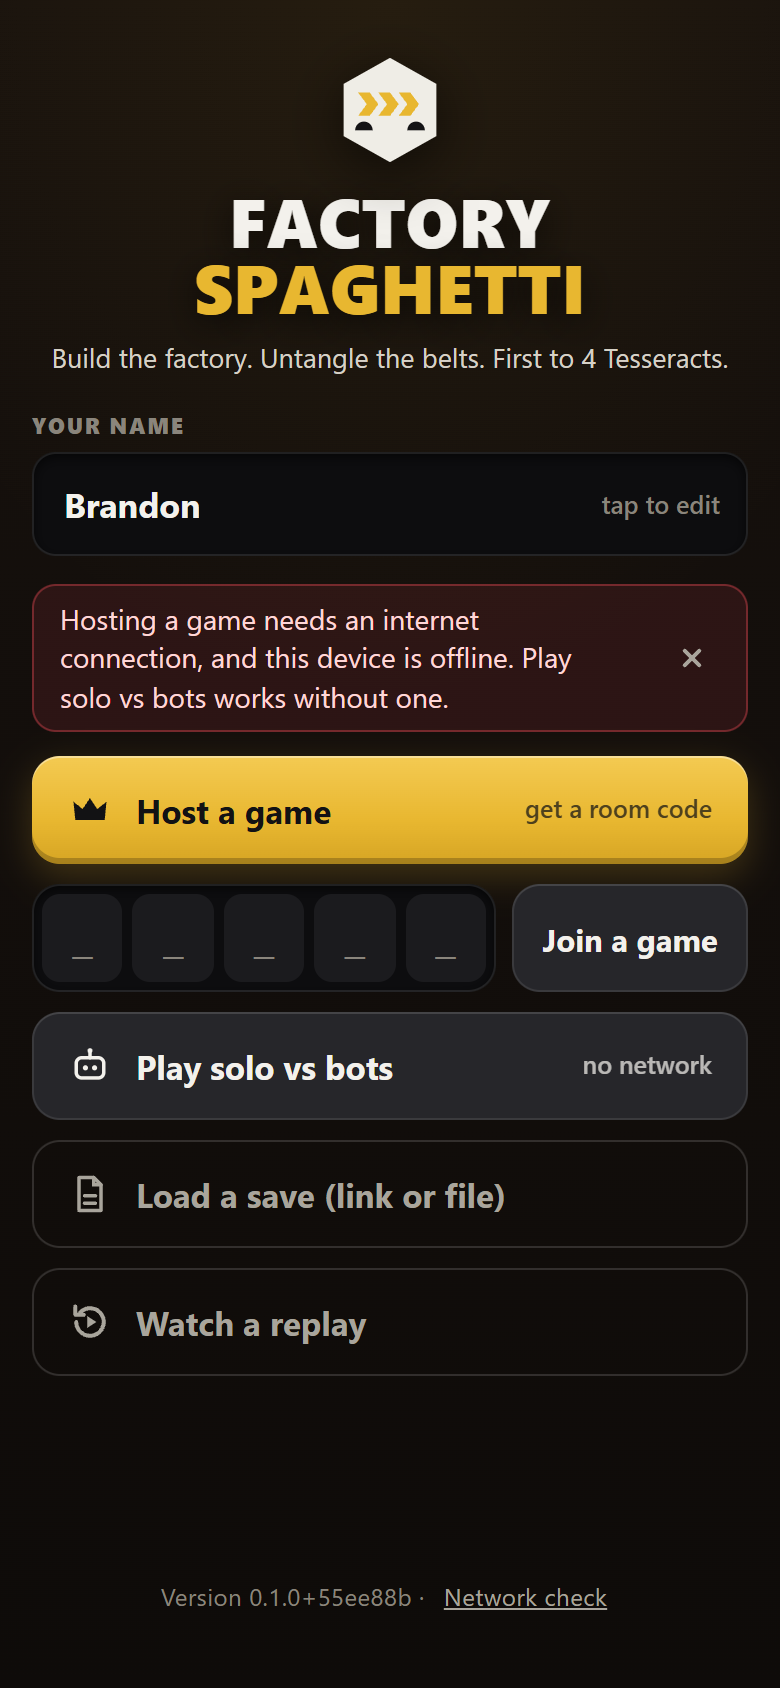 FACTORY
SPAGHETTI
Build the factory. Untangle the belts. First to 4 Tesseracts.
YOUR NAME
Brandon tap to edit
Hosting a game needs an internet
connection, and this device is offline. Play
solo vs bots works without one.
Host a game get a room code
_ _ _ _ _ Join a game
Play solo vs bots no network
Load a save (link or file)
Watch a replay
Version 0.1.0+55ee88b · Network check